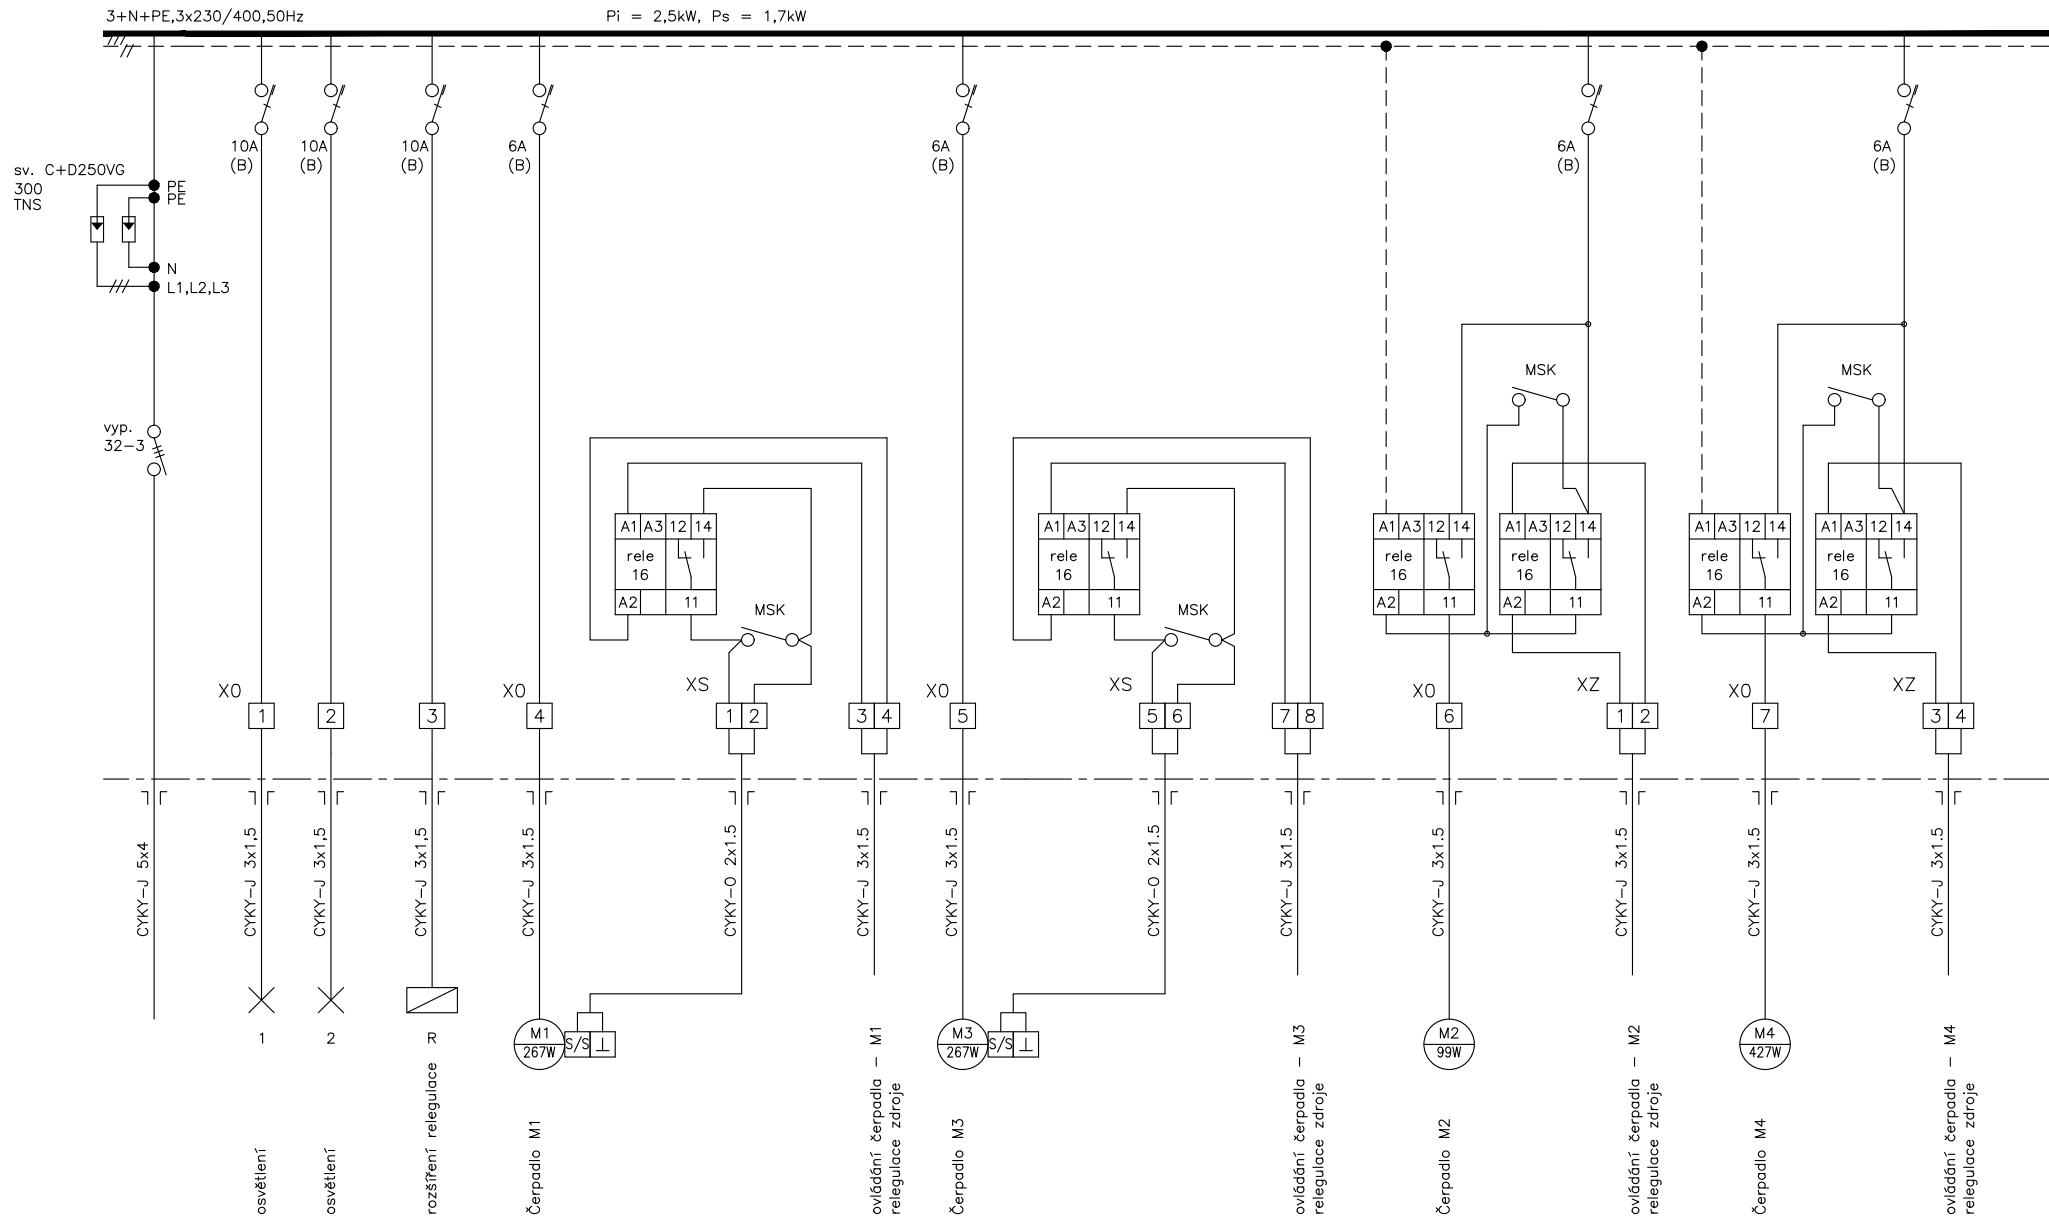 3+N+PE,3x230/400,50Hz
Pi = 2,5kW, Ps = 1,7kW
10A
(B)
10A
(B)
10A
(B)
6A
(B)
6A
(B)
6A
(B)
6A
(B)
sv. C+D250VG
300
TNS
PE
PE
N
L1,L2,L3
vyp.
32-3
MSK
MSK
A1 A3 12 14
rele
16
A2 11
MSK
A1 A3 12 14
rele
16
A2 11
MSK
A1 A3 12 14
rele
16
A2 11
A1 A3 12 14
rele
16
A2 11
A1 A3 12 14
rele
16
A2 11
A1 A3 12 14
rele
16
A2 11
X0
1
2
3
X0
4
XS
1 2
3 4
X0
5
XS
5 6
7 8
X0
6
XZ
1 2
X0
7
XZ
3 4
CYKY-J 5x4
CYKY-J 3x1,5
CYKY-J 3x1,5
CYKY-J 3x1,5
CYKY-J 3x1.5
CYKY-O 2x1.5
CYKY-J 3x1.5
CYKY-J 3x1.5
CYKY-O 2x1.5
CYKY-J 3x1.5
CYKY-J 3x1.5
CYKY-J 3x1.5
CYKY-J 3x1.5
CYKY-J 3x1.5
1
2
R
M1
267W
S/S ⊥
M3
267W
S/S ⊥
M2
99W
M4
427W
osvětlení
osvětlení
rozšíření relegulace
Čerpadlo M1
ovládání čerpadla - M1
relegulace zdroje
Čerpadlo M3
ovládání čerpadla - M3
relegulace zdroje
Čerpadlo M2
ovládání čerpadla - M2
relegulace zdroje
Čerpadlo M4
ovládání čerpadla - M4
relegulace zdroje